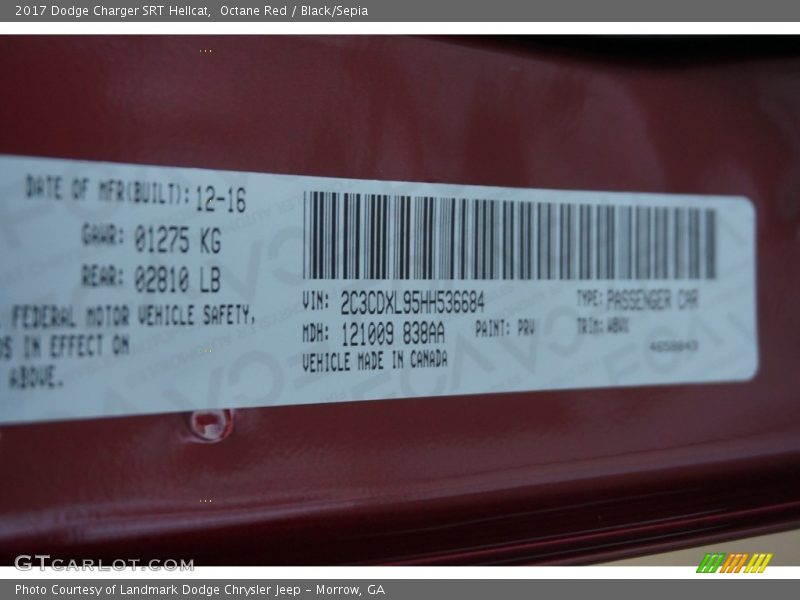 2017 Dodge Charger SRT Hellcat, Octane Red / Black/Sepia
DATE OF MFR(BUILT): 12-16
GAWR: 01275 KG
REAR: 02810 LB
FEDERAL MOTOR VEHICLE SAFETY,
IN EFFECT ON
ABOVE.
VIN: 2C3CDXL95HH536684
TYPE: PASSENGER CAR
MDH: 121009 838AA
PAINT: PRV
TRIM:
VEHICLE MADE IN CANADA
GTCARLOT.COM
Photo Courtesy of Landmark Dodge Chrysler Jeep – Morrow, GA